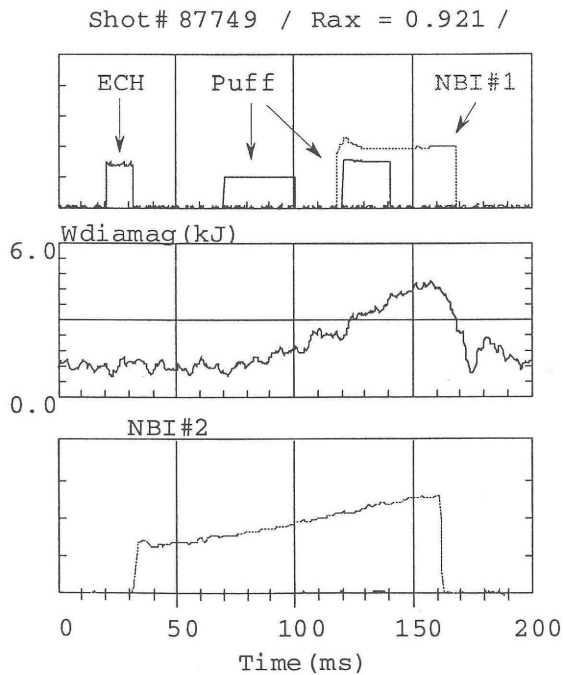 Shot# 87749 / Rax = 0.921 /
ECH Puff NBI#1
Wdiamag(kJ)
6.0
0.0
NBI#2
0 50 100 150 200
Time(ms)